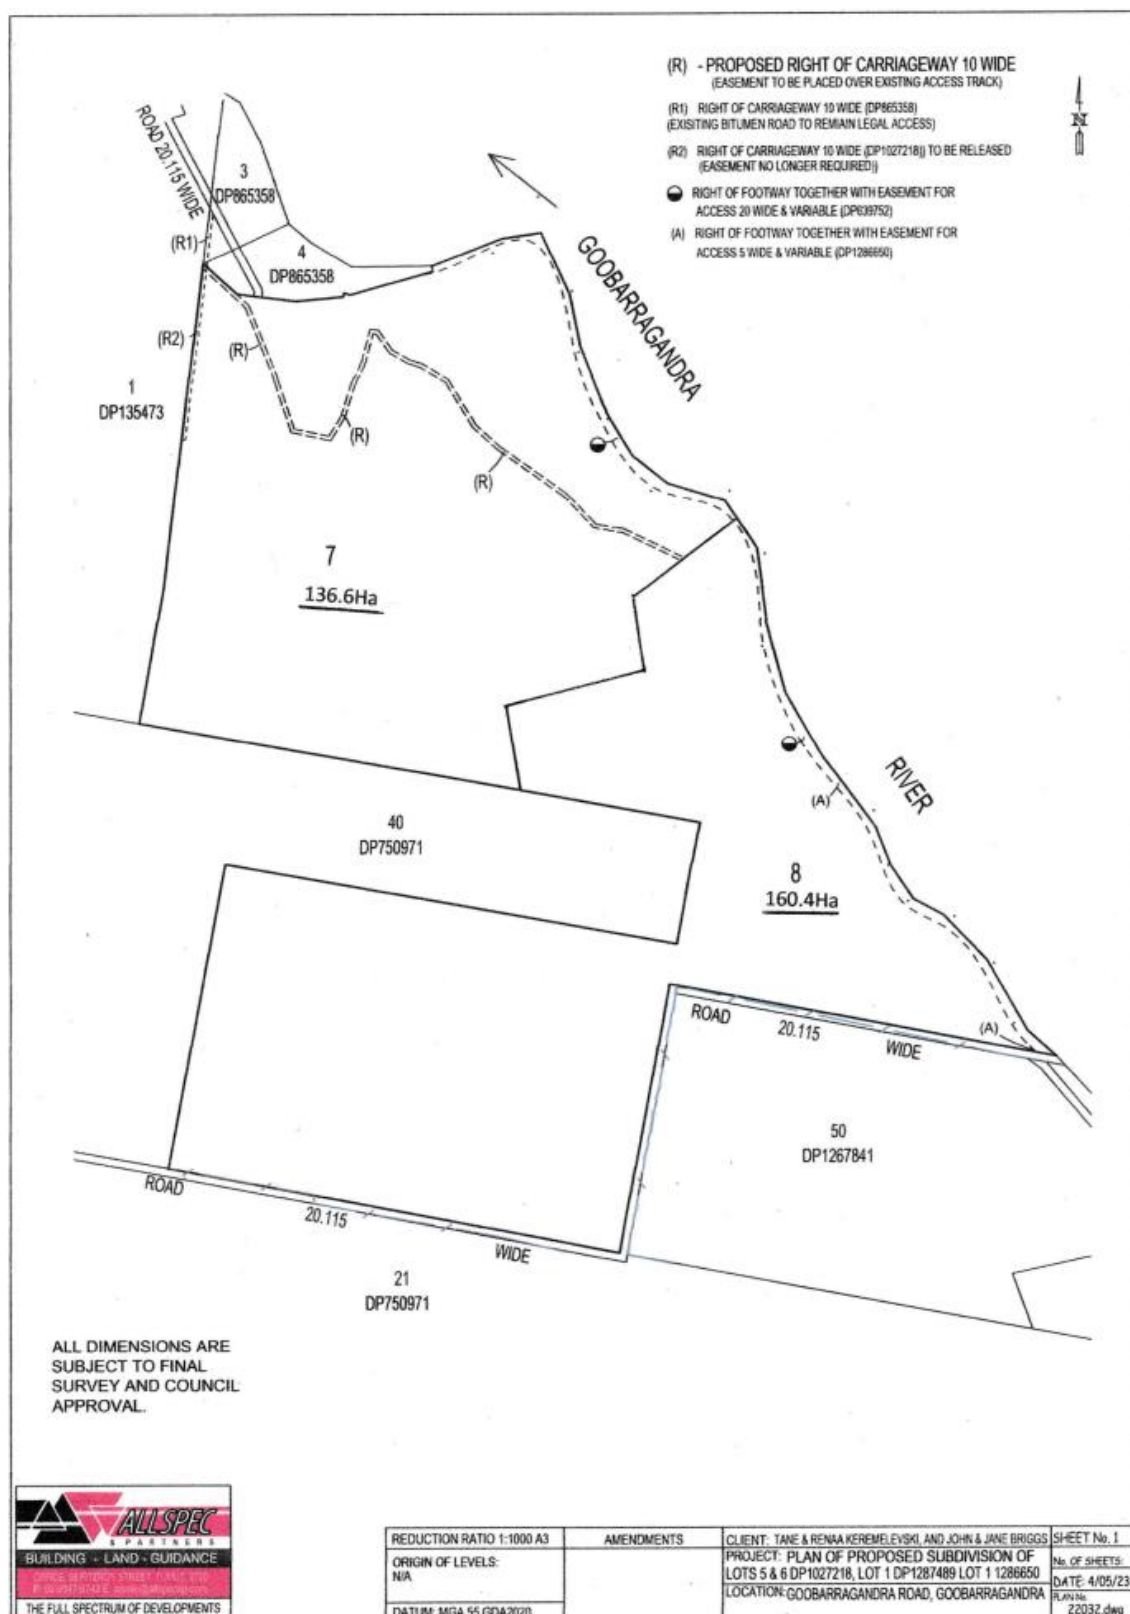 (R) - PROPOSED RIGHT OF CARRIAGEWAY 10 WIDE
(EASEMENT TO BE PLACED OVER EXISTING ACCESS TRACK)
(R1) RIGHT OF CARRIAGEWAY 10 WIDE (DP865358)
(EXISITING BITUMEN ROAD TO REMIAIN LEGAL ACCESS)
(R2) RIGHT OF CARRIAGEWAY 10 WIDE (DP1027218)) TO BE RELEASED
(EASEMENT NO LONGER REQUIRED))
RIGHT OF FOOTWAY TOGETHER WITH EASEMENT FOR
ACCESS 20 WIDE & VARIABLE (DP639752)
(A) RIGHT OF FOOTWAY TOGETHER WITH EASEMENT FOR
ACCESS 5 WIDE & VARIABLE (DP1286650)
N
ROAD 20.115 WIDE
3
DP865358
(R1)
4
DP865358
GOOBARRAGANDRA
(R2)
(R)
1
DP135473
(R)
(R)
7
136.6Ha
RIVER
(A)
40
DP750971
8
160.4Ha
ROAD 20.115 WIDE
(A)
50
DP1267841
ROAD 20.115 WIDE
21
DP750971
ALL DIMENSIONS ARE
SUBJECT TO FINAL
SURVEY AND COUNCIL
APPROVAL.
ALLSPEC
& PARTNERS
BUILDING - LAND - GUIDANCE
THE FULL SPECTRUM OF DEVELOPMENTS
REDUCTION RATIO 1:1000 A3
ORIGIN OF LEVELS:
N/A
DATUM: MGA 55 GDA2020
AMENDMENTS
CLIENT: TANE & RENAA KEREMELEVSKI, AND JOHN & JANE BRIGGS
PROJECT: PLAN OF PROPOSED SUBDIVISION OF
LOTS 5 & 6 DP1027218, LOT 1 DP1287489 LOT 1 1286650
LOCATION: GOOBARRAGANDRA ROAD, GOOBARRAGANDRA
SHEET No. 1
No. OF SHEETS:
DATE: 4/05/23
PLAN No.
22032.dwg